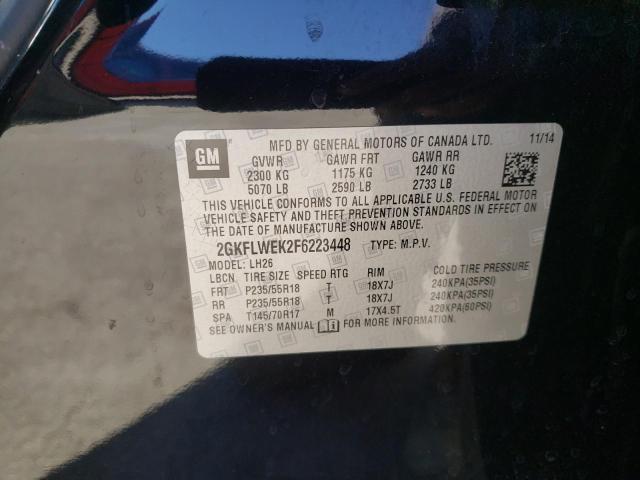 GM
MFD BY GENERAL MOTORS OF CANADA LTD. 11/14
GVWR GAWR FRT GAWR RR
2300 KG 1175 KG 1240 KG
5070 LB 2590 LB 2733 LB
THIS VEHICLE CONFORMS TO ALL APPLICABLE U.S. FEDERAL MOTOR
VEHICLE SAFETY AND THEFT PREVENTION STANDARDS IN EFFECT ON
THE DATE OF MANUFACTURE SHOWN ABOVE.
2GKFLWEK2F6223448 TYPE: M.P.V.
MODEL: LH26
LBCN TIRE SIZE SPEED RTG RIM COLD TIRE PRESSURE
FRT P235/55R18 T 18X7J 240KPA(35PSI)
RR P235/55R18 T 18X7J 240KPA(35PSI)
SPA T145/70R17 M 17X4.5T 420KPA(60PSI)
SEE OWNER'S MANUAL FOR MORE INFORMATION.